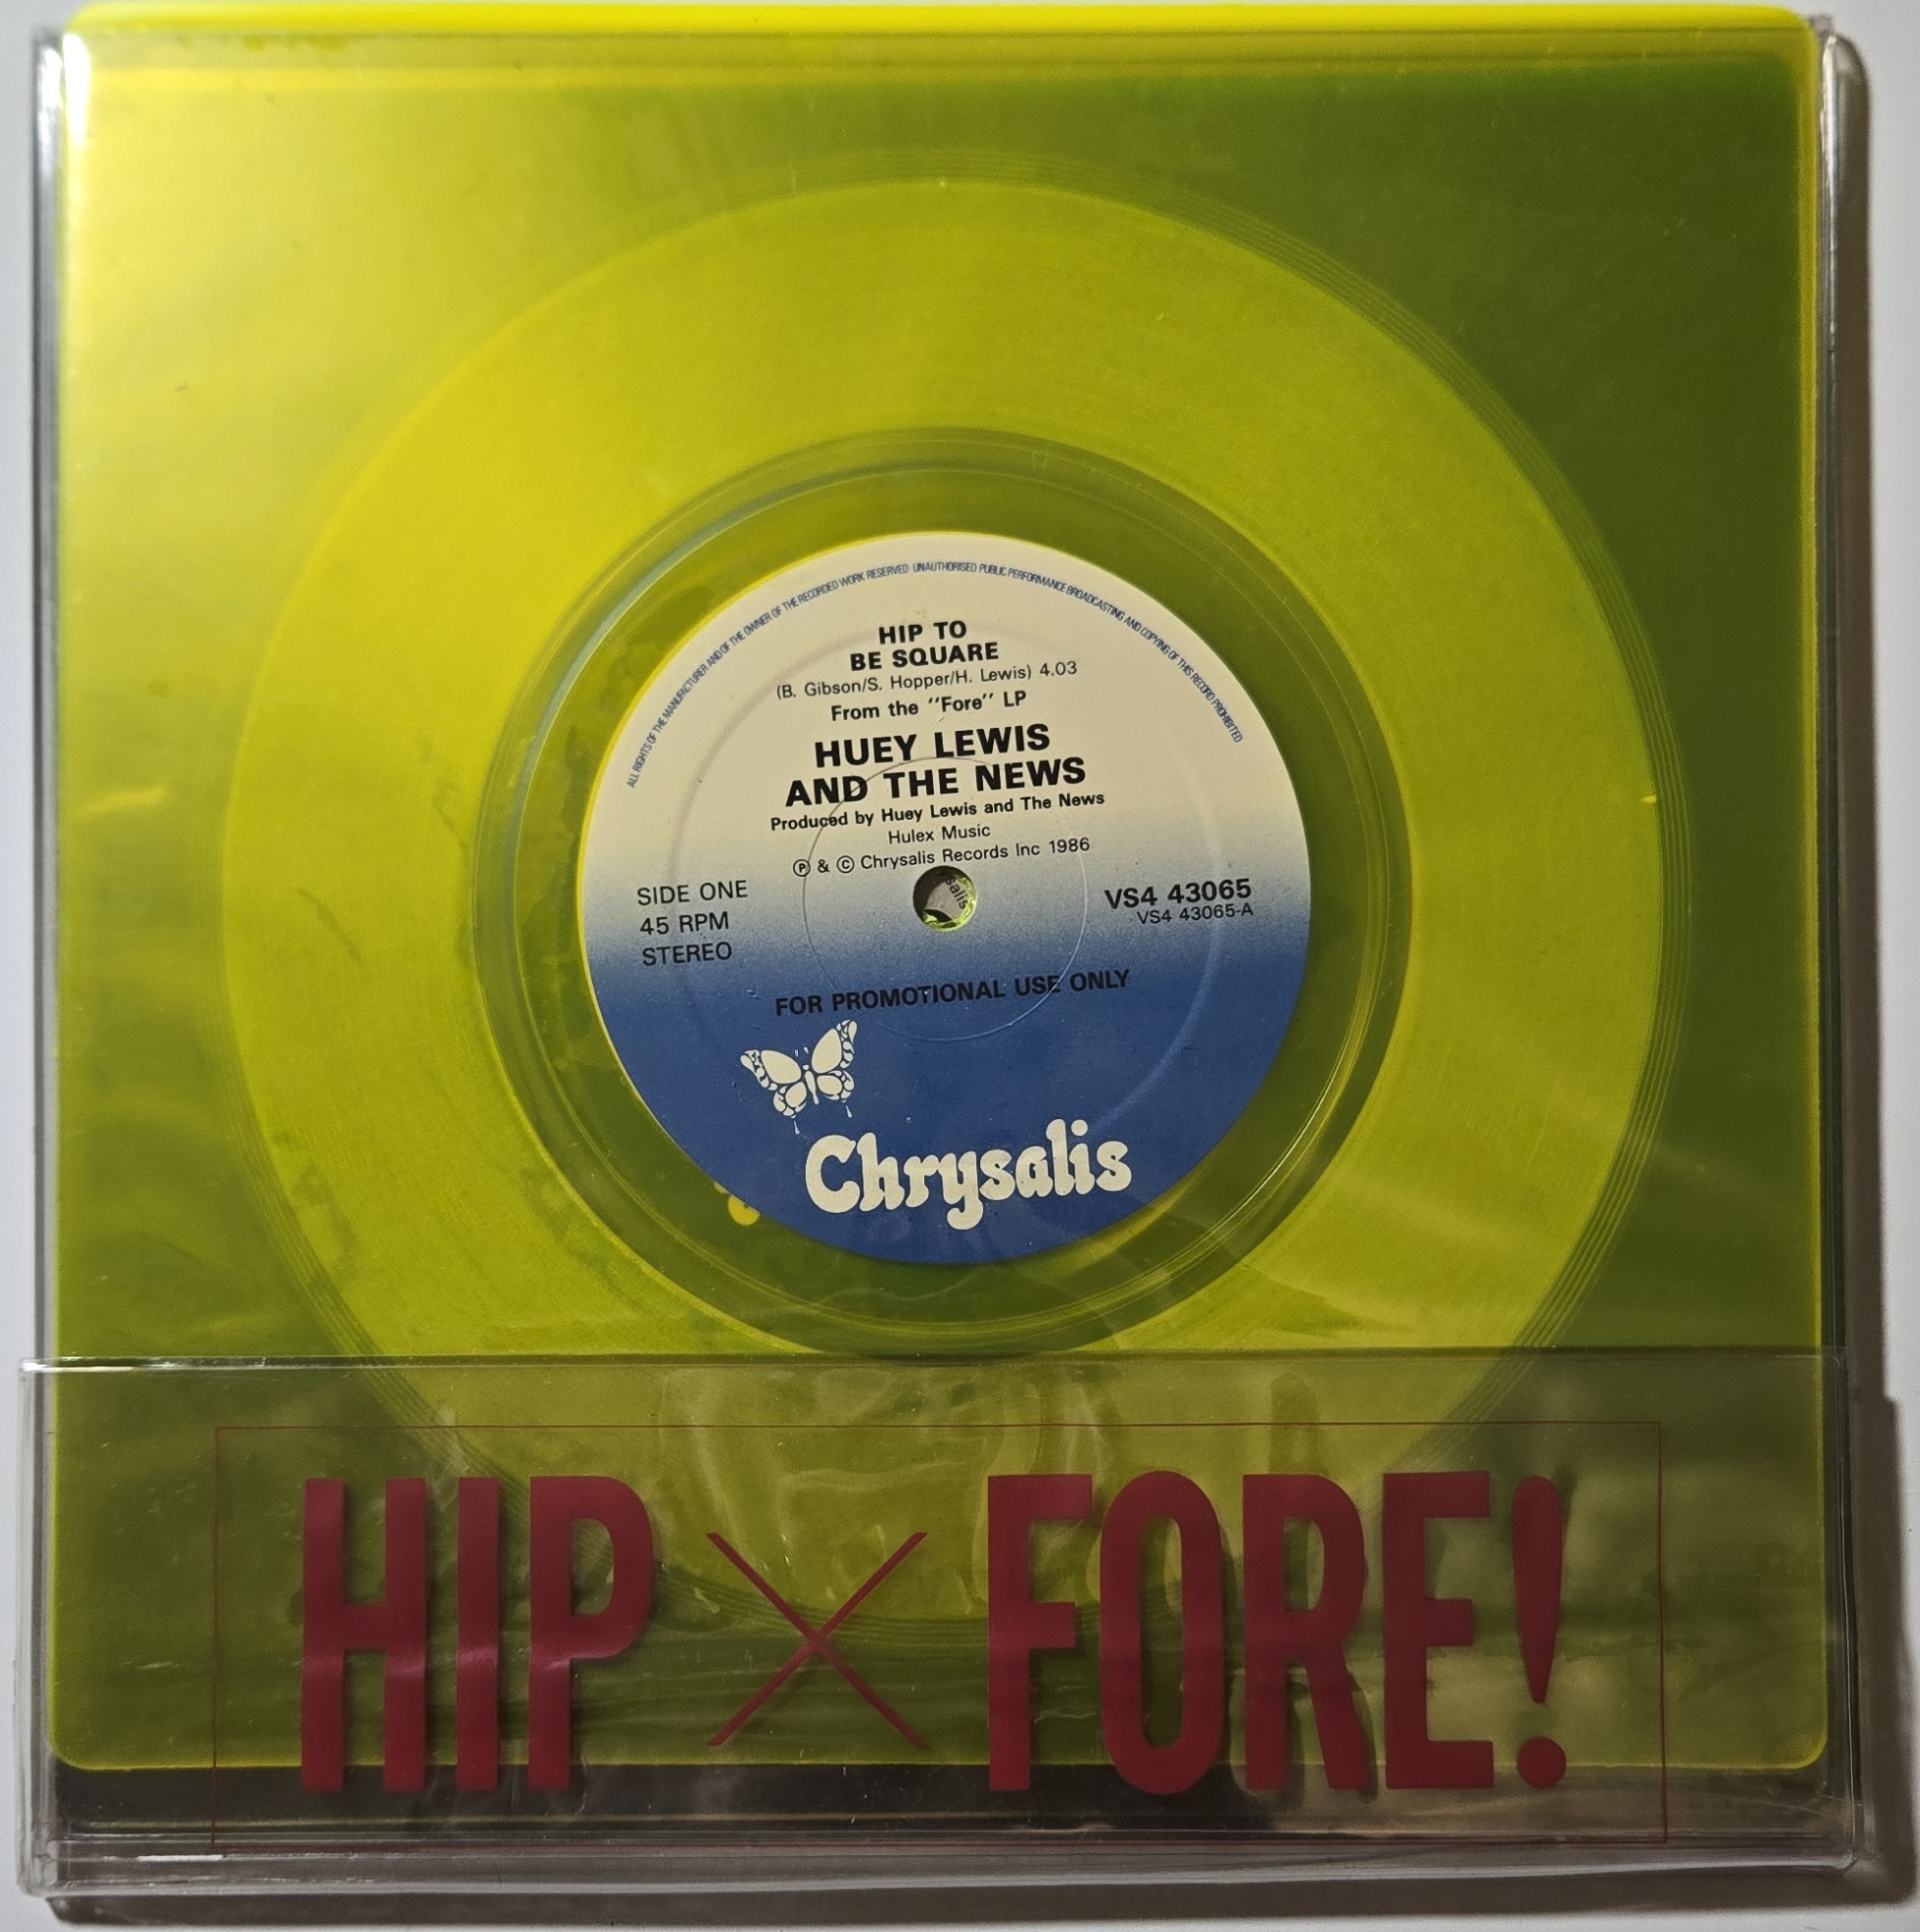 ALL RIGHTS OF THE MANUFACTURER AND OF THE OWNER OF THE RECORDED WORK RESERVED · UNAUTHORISED PUBLIC PERFORMANCE BROADCASTING AND COPYING OF THIS RECORD PROHIBITED
HIP TO
BE SQUARE
(B. Gibson/S. Hopper/H. Lewis) 4.03
From the "Fore" LP
HUEY LEWIS
AND THE NEWS
Produced by Huey Lewis and The News
Hulex Music
Ⓟ & © Chrysalis Records Inc 1986
SIDE ONE
45 RPM
STEREO
VS4 43065
VS4 43065-A
salis
FOR PROMOTIONAL USE ONLY
Chrysalis
HIP X FORE!